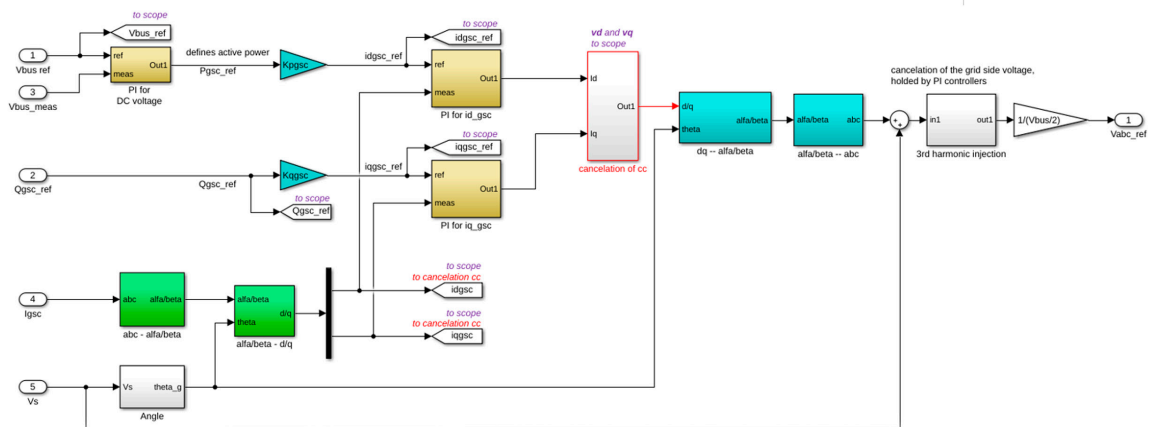 to scope
Vbus_ref
1
Vbus ref
ref
meas
Out1
3
Vbus_meas
PI for
DC voltage
defines active power
Pgsc_ref
Kpgsc
idgsc_ref
to scope
idgsc_ref
ref
meas
Out1
PI for id_gsc
vd and vq
to scope
Id
Iq
Out1
cancelation of cc
d/q
theta
alfa/beta
dq -- alfa/beta
alfa/beta
abc
alfa/beta -- abc
cancelation of the grid side voltage,
holded by PI controllers
+
+
in1
out1
3rd harmonic injection
1/(Vbus/2)
1
Vabc_ref
2
Qgsc_ref
Qgsc_ref
to scope
Qgsc_ref
Kqgsc
iqgsc_ref
to scope
iqgsc_ref
ref
meas
Out1
PI for iq_gsc
4
Igsc
abc
alfa/beta
abc - alfa/beta
alfa/beta
theta
d/q
alfa/beta - d/q
to scope
to cancelation cc
idgsc
to scope
to cancelation cc
iqgsc
5
Vs
Vs
theta_g
Angle